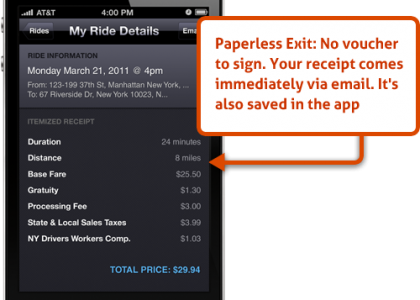 AT&T 4:00 PM
Rides My Ride Details Ema
RIDE INFORMATION
Monday March 21, 2011 @ 4pm
From: 123-199 37th St, Manhattan New York, ...
To: 67 Riverside Dr, New York 10023, N...
ITEMIZED RECEIPT
Duration 24 minutes
Distance 8 miles
Base Fare $25.50
Gratuity $1.30
Processing Fee $3.00
State & Local Sales Taxes $3.99
NY Drivers Workers Comp. $1.03
TOTAL PRICE: $29.94
Paperless Exit: No voucher
to sign. Your receipt comes
immediately via email. It's
also saved in the app